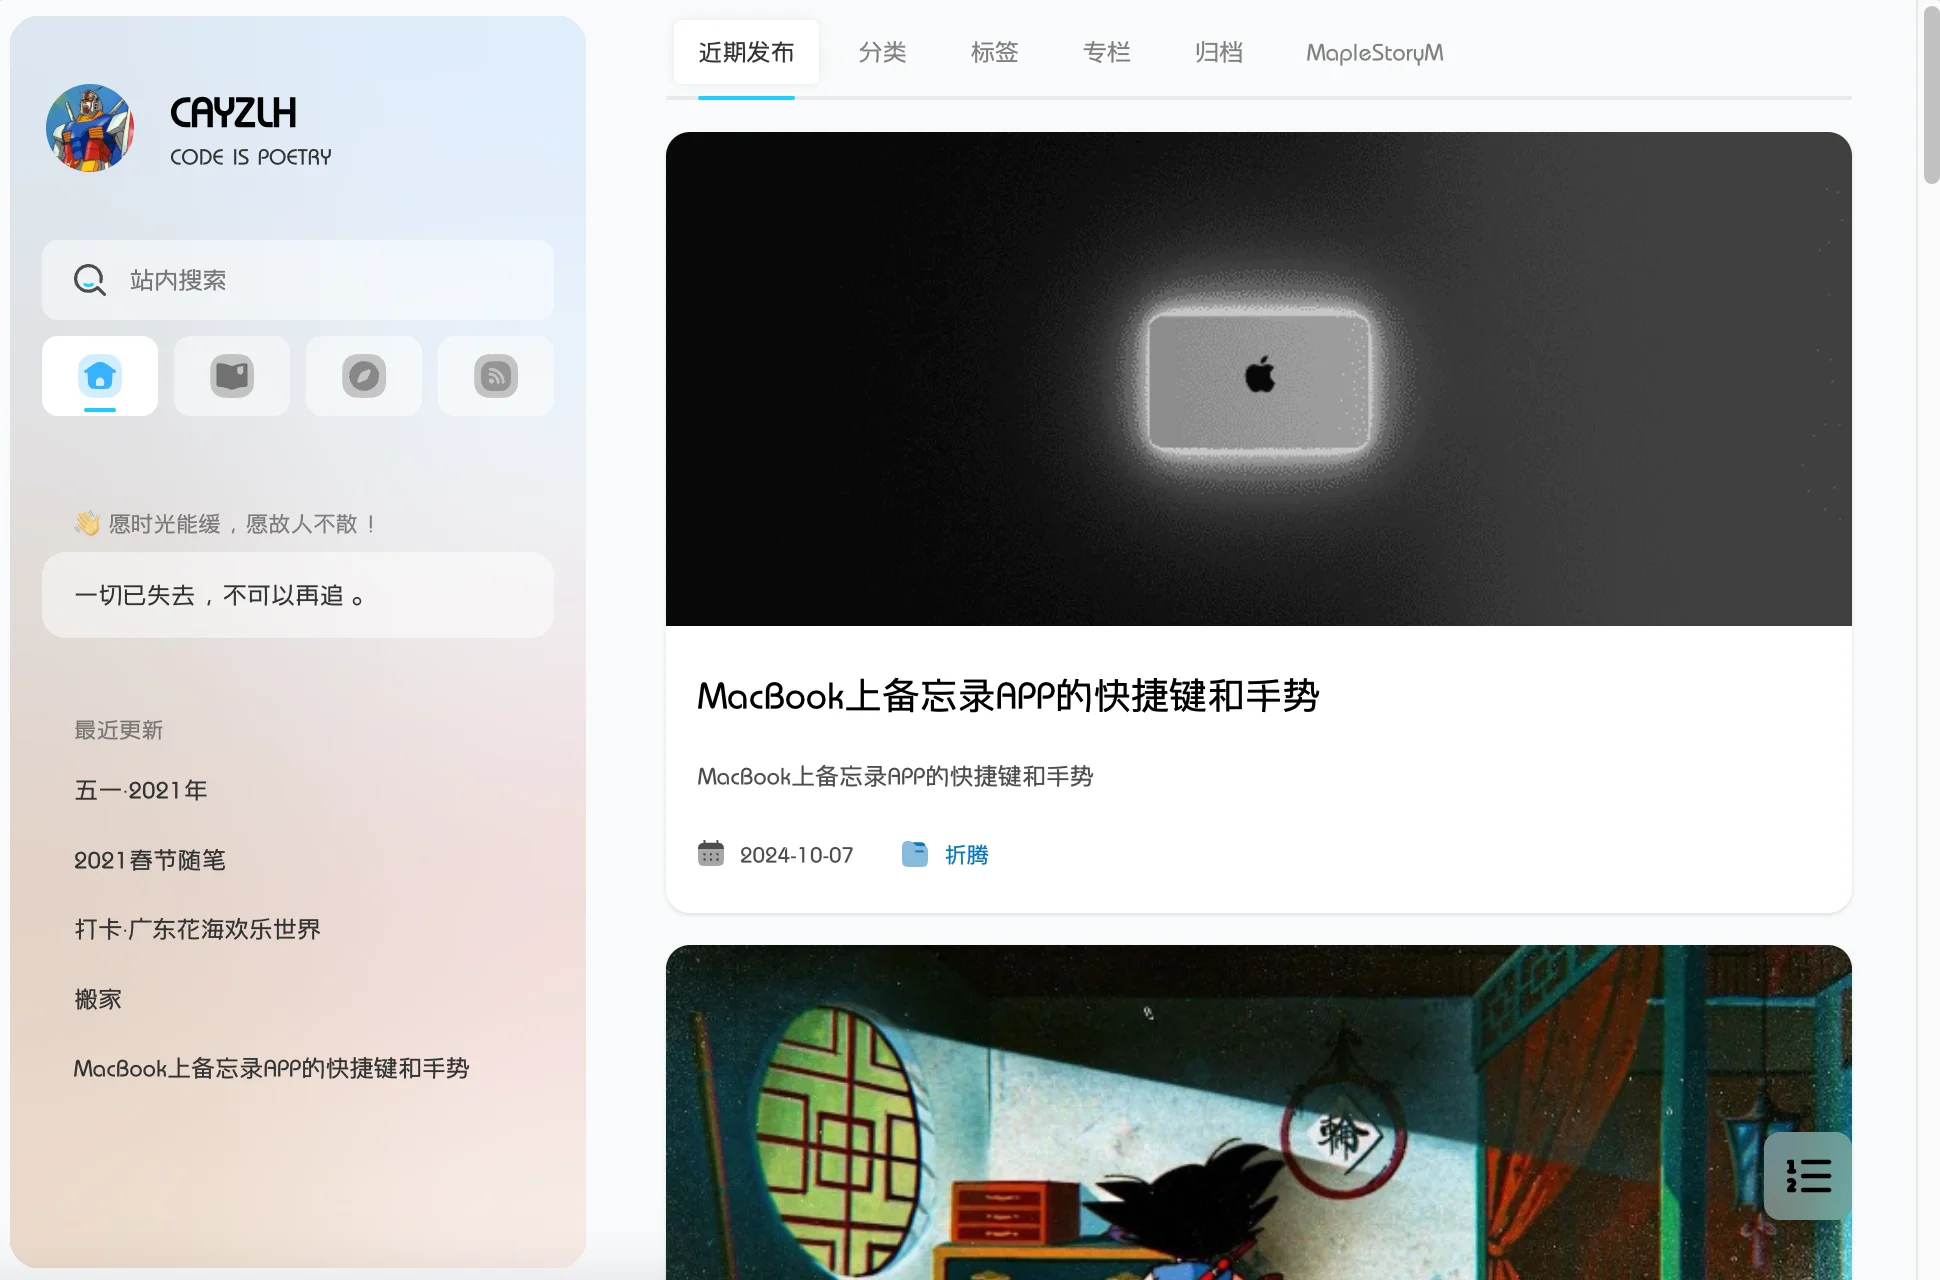 CAYZLH
CODE IS POETRY
站内搜索
👋 愿时光能缓，愿故人不散！
一切已失去，不可以再追。
最近更新
五一·2021年
2021春节随笔
打卡·广东花海欢乐世界
搬家
MacBook上备忘录APP的快捷键和手势
近期发布 分类 标签 专栏 归档 MapleStoryM
MacBook上备忘录APP的快捷键和手势
MacBook上备忘录APP的快捷键和手势
2024-10-07 折腾